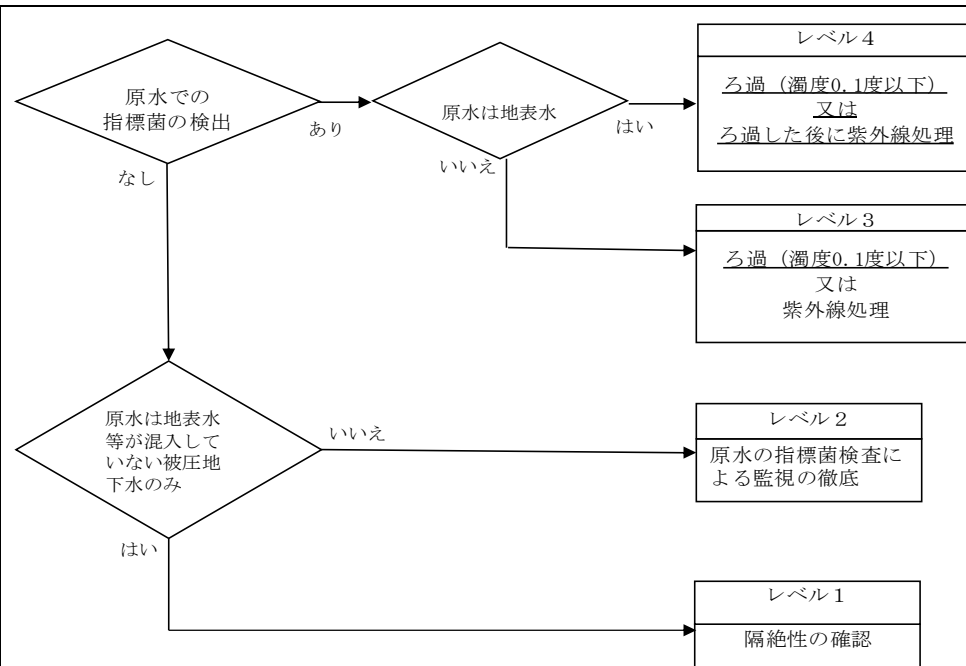 原水での
指標菌の検出
あり
なし
原水は地表水
はい
いいえ
レベル４
ろ過（濁度0.1度以下）
又は
ろ過した後に紫外線処理
レベル３
ろ過（濁度0.1度以下）
又は
紫外線処理
原水は地表水
等が混入して
いない被圧地
下水のみ
いいえ
はい
レベル２
原水の指標菌検査に
よる監視の徹底
レベル１
隔絶性の確認